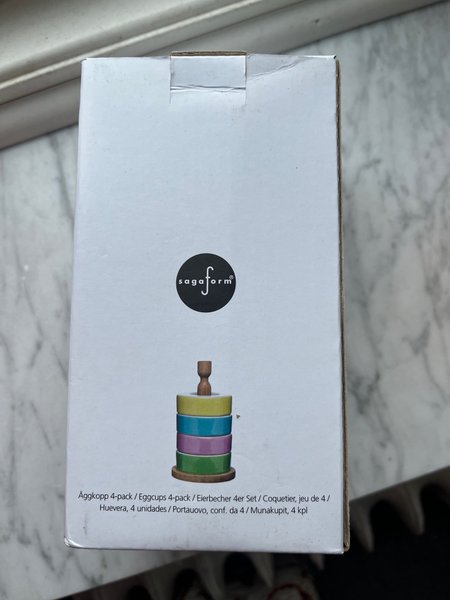 sagaform®
Äggkopp 4-pack / Eggcups 4-pack / Eierbecher 4er Set / Coquetier, jeu de 4 /
Huevera, 4 unidades / Portauovo, conf. da 4 / Munakupit, 4 kpl